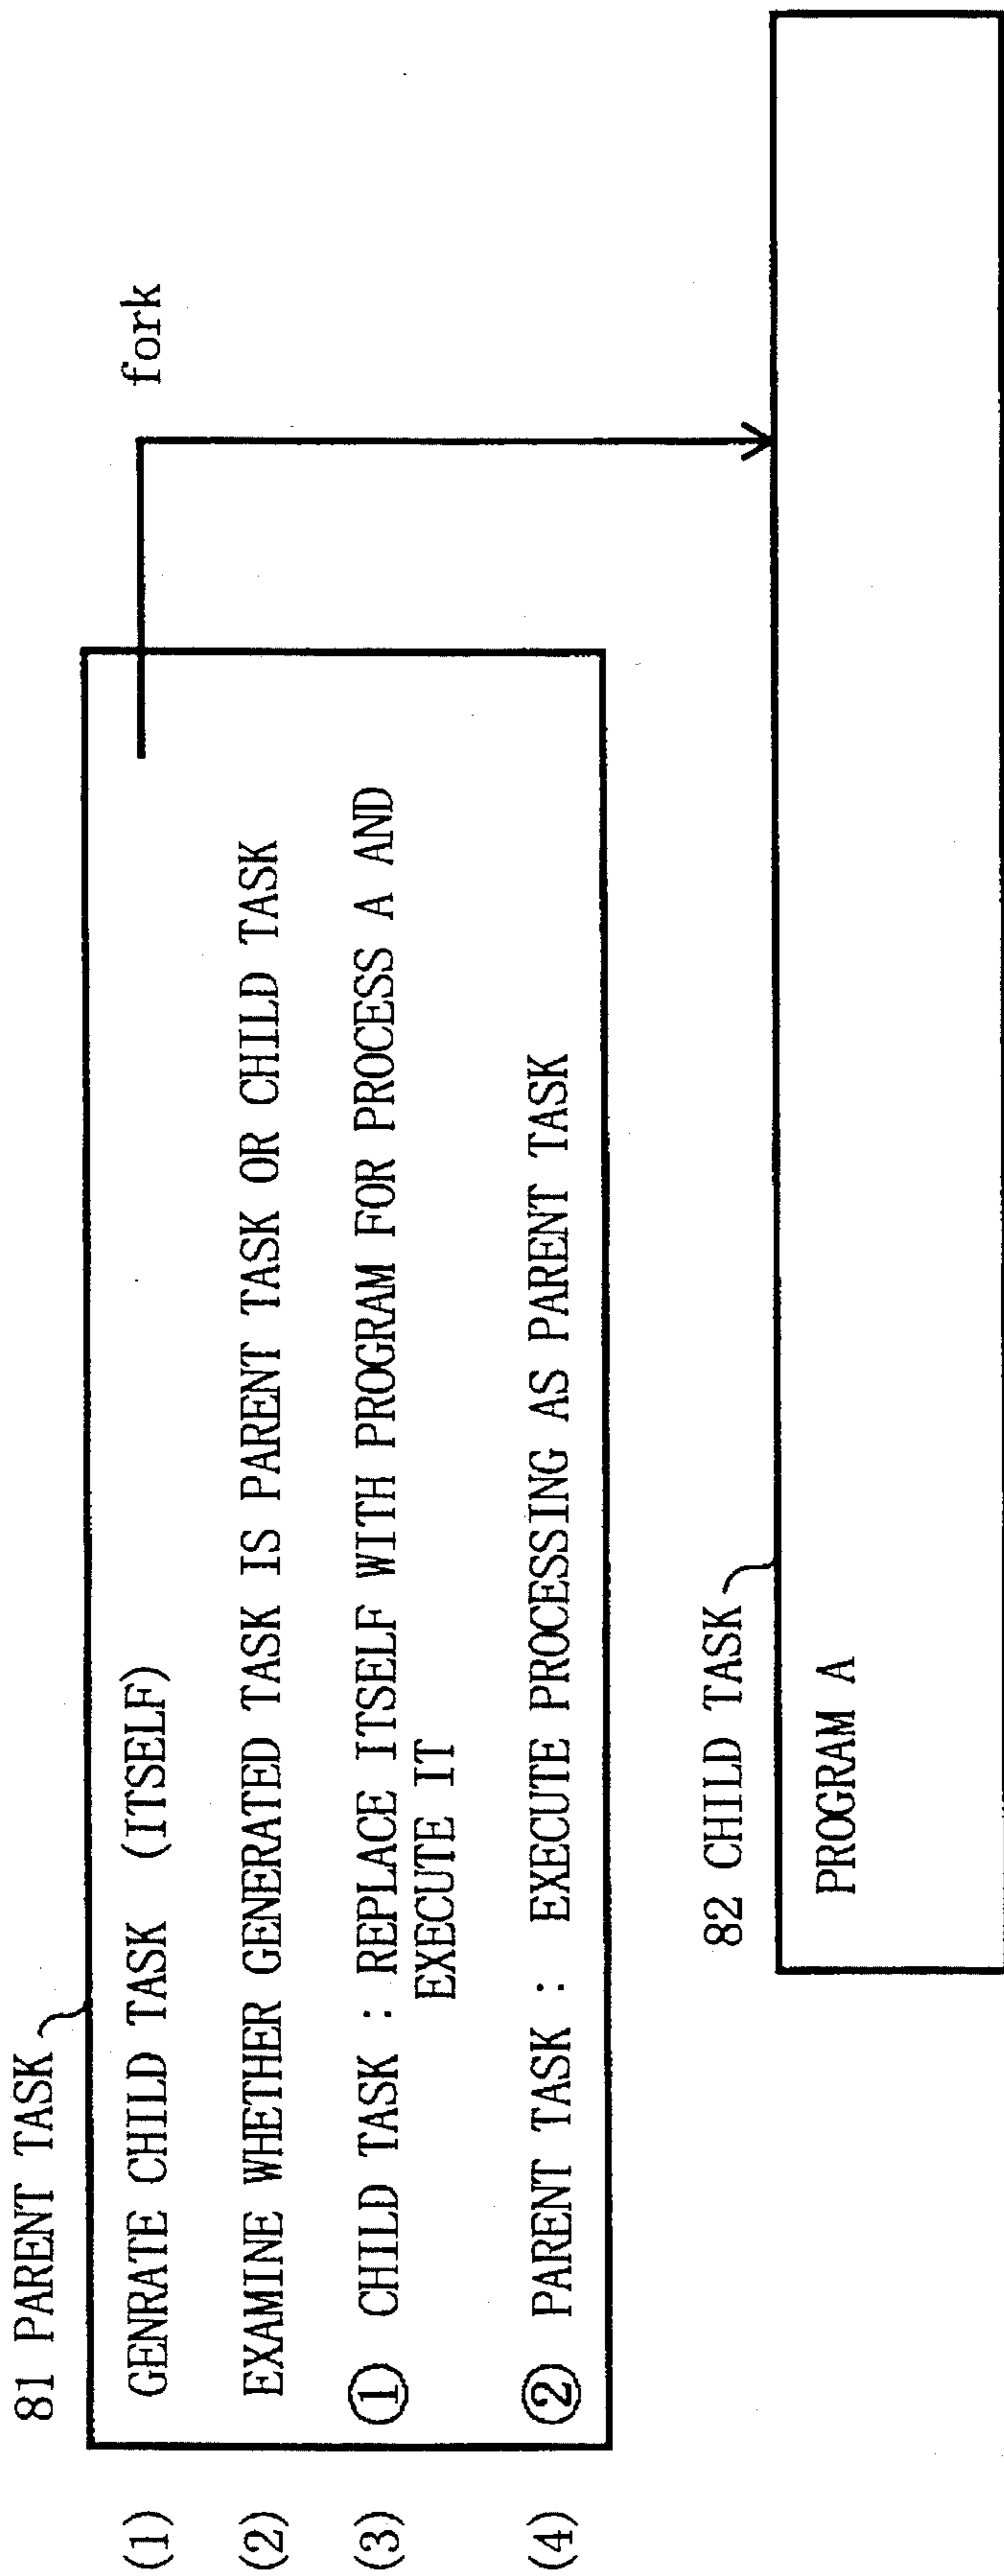 81 PARENT TASK
(1) GENRATE CHILD TASK (ITSELF)
fork
(2) EXAMINE WHETHER GENERATED TASK IS PARENT TASK OR CHILD TASK
(3) ① CHILD TASK : REPLACE ITSELF WITH PROGRAM FOR PROCESS A AND
EXECUTE IT
(4) ② PARENT TASK : EXECUTE PROCESSING AS PARENT TASK
82 CHILD TASK
PROGRAM A